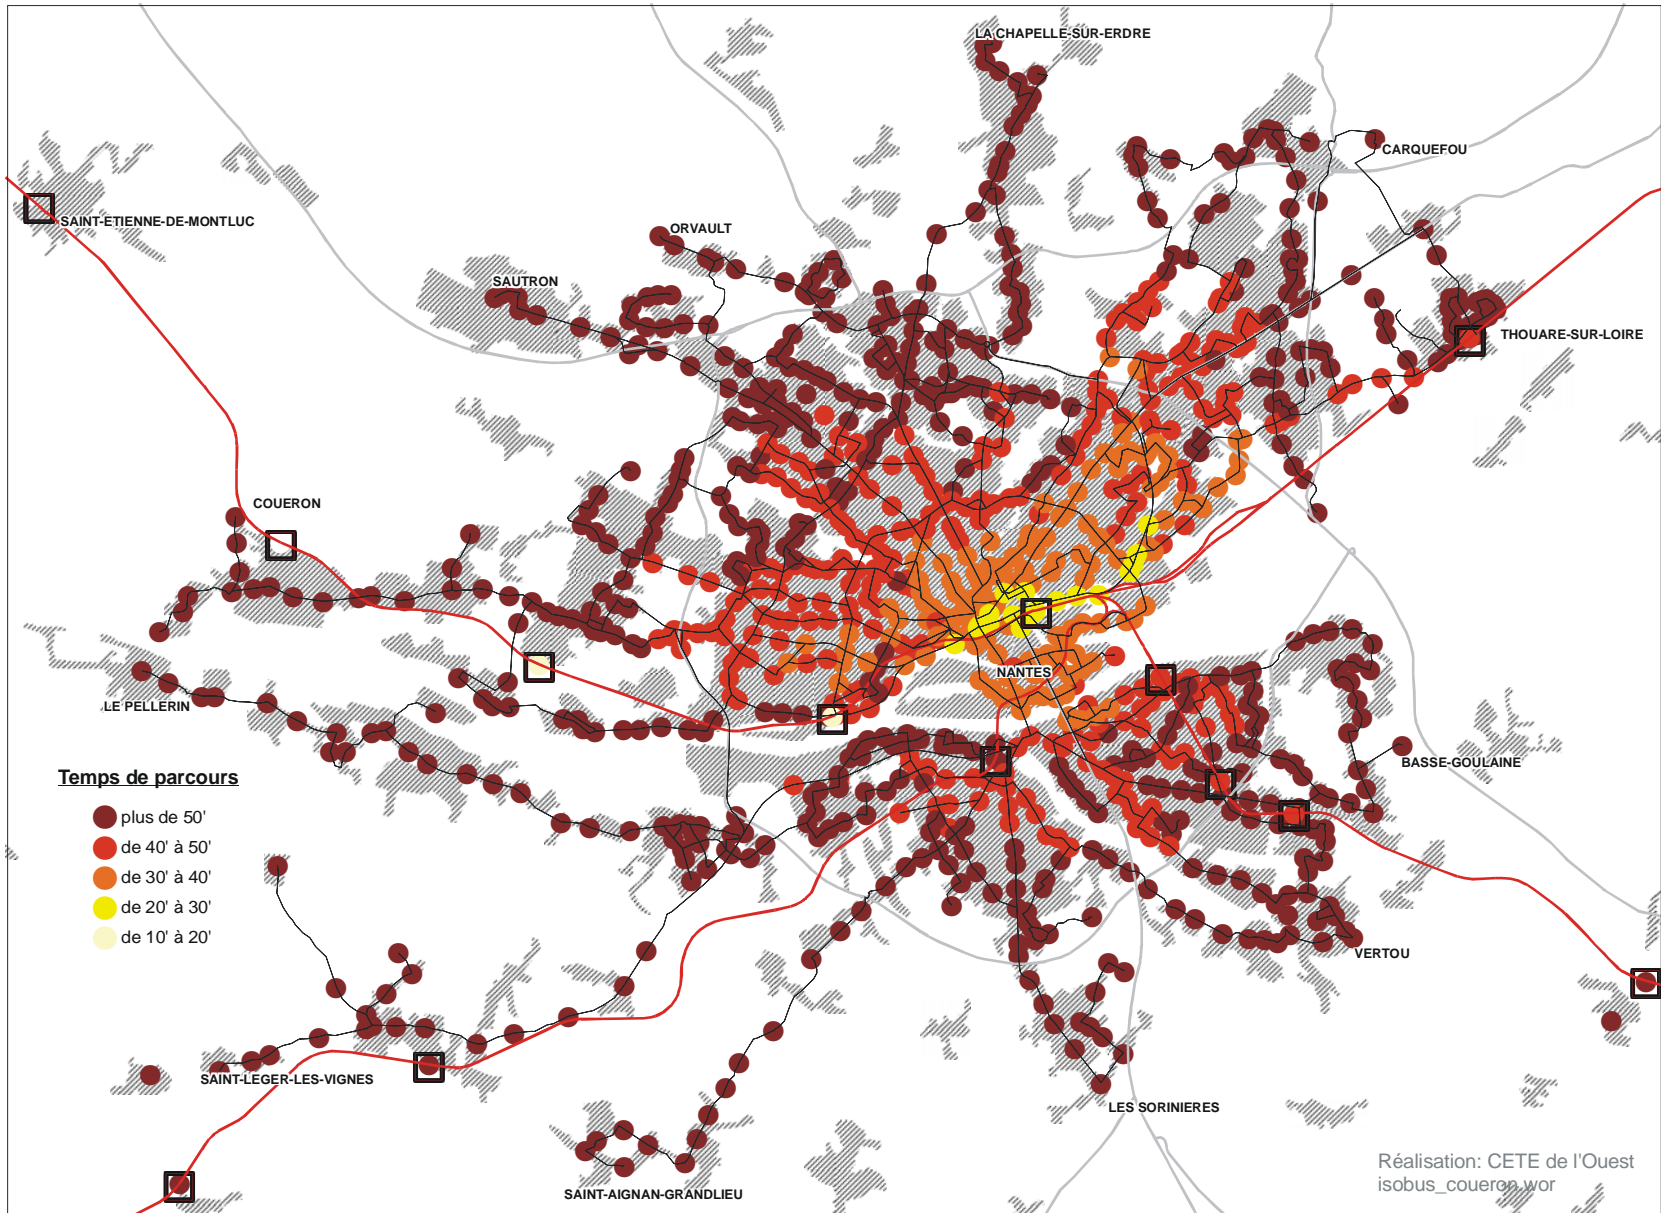 LA CHAPELLE-SUR-ERDRE
CARQUEFOU
SAINT-ETIENNE-DE-MONTLUC
ORVAULT
SAUTRON
THOUARE-SUR-LOIRE
COUERON
NANTES
LE PELLERIN
BASSE-GOULAINE
Temps de parcours
plus de 50'
de 40' à 50'
de 30' à 40'
de 20' à 30'
de 10' à 20'
VERTOU
SAINT-LEGER-LES-VIGNES
LES SORINIERES
SAINT-AIGNAN-GRANDLIEU
Réalisation: CETE de l'Ouest
isobus_coueron.wor